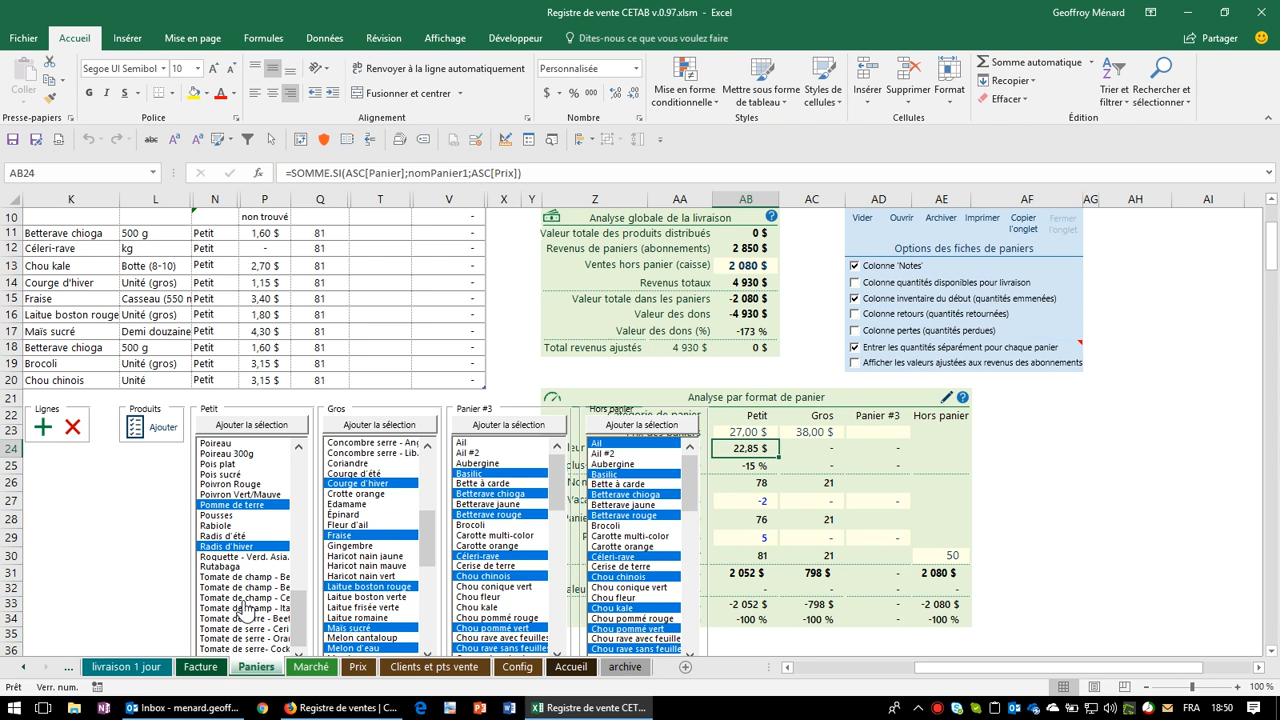 Registre de vente CETAB v.0.97.xlsm - Excel
Geoffroy Ménard
Fichier Accueil Insérer Mise en page Formules Données Révision Affichage Développeur Dites-nous ce que vous voulez faire Partager
Coller
Segoe UI Symbol 10
Renvoyer à la ligne automatiquement
Personnalisée
Somme automatique
Recopier
Effacer
Fusionner et centrer
G I S
$ % 000
Mise en forme conditionnelle
Mettre sous forme de tableau
Styles de cellules
Insérer Supprimer Format
Trier et filtrer
Rechercher et sélectionner
Presse-papiers Police Alignement Nombre Styles Cellules Édition
AB24 fx =SOMME.SI(ASC[Panier];nomPanier1;ASC[Prix])
K L N P Q T V X Y Z AA AB AC AD AE AF AG AH AI
10 non trouvé -
11 Betterave chioga 500 g Petit 1,60 $ 81 -
12 Céleri-rave kg Petit - 81 -
13 Chou kale Botte (8-10) Petit 2,70 $ 81 -
14 Courge d'hiver Unité (gros) Petit 1,15 $ 81 -
15 Fraise Casseau (550 m Petit 3,40 $ 81 -
16 Laitue boston rouge Unité (gros) Petit 1,80 $ 81 -
17 Maïs sucré Demi douzaine Petit 4,30 $ 81 -
18 Betterave chioga 500 g Petit 1,60 $ 81 -
19 Brocoli Unité (gros) Petit 3,15 $ 81 -
20 Chou chinois Unité Petit 3,15 $ 81 -
Analyse globale de la livraison ?
Valeur totale des produits distribués 0 $
Revenus de paniers (abonnements) 2 850 $
Ventes hors panier (caisse) 2 080 $
Revenus totaux 4 930 $
Valeur totale dans les paniers -2 080 $
Valeur des dons -4 930 $
Valeur des dons (%) -173 %
Total revenus ajustés 4 930 $ 0 $
Vider Ouvrir Archiver Imprimer Copier l'onglet Fermer l'onglet
Options des fiches de paniers
Colonne 'Notes'
Colonne quantités disponibles pour livraison
Colonne inventaire du début (quantités emmenées)
Colonne retours (quantités retournées)
Colonne pertes (quantités perdues)
Entrer les quantités séparément pour chaque panier
Afficher les valeurs ajustées aux revenus des abonnements
21 Analyse par format de panier ?
22 Catégorie de panier Petit Gros Panier #3 Hors panier
23 27,00 $ 38,00 $
24 22,85 $ - -
25 -15 % - -
26 78 21
27 -2 - -
28 76 21
29 5 -
30 81 21 50
31 2 052 $ 798 $ - 2 080 $
32 - - - -
33 -2 052 $ -798 $ - -2 080 $
34 -100 % -100 % - -100 %
35
36
Lignes
Produits
Ajouter
Petit
Ajouter la sélection
Poireau
Poireau 300g
Pois plat
Pois sucré
Poivron Rouge
Poivron Vert/Mauve
Pomme de terre
Pousses
Rabiole
Radis d'été
Radis d'hiver
Roquette - Verd. Asia.
Rutabaga
Tomate de champ - Be
Tomate de champ - Be
Tomate de champ - Ce
Tomate de champ - Ita
Tomate de serre - Beef
Tomate de serre - Ceri
Tomate de serre - Oran
Tomate de serre- Cock
Gros
Ajouter la sélection
Concombre serre - Ang
Concombre serre - Lib.
Coriandre
Courge d'été
Courge d'hiver
Crotte orange
Edamame
Épinard
Fleur d'ail
Fraise
Gingembre
Haricot nain jaune
Haricot nain mauve
Haricot nain vert
Laitue boston rouge
Laitue boston verte
Laitue frisée verte
Laitue romaine
Maïs sucré
Melon cantaloup
Melon d'eau
Panier #3
Ajouter la sélection
Ail
Ail #2
Aubergine
Basilic
Bette à carde
Betterave chioga
Betterave jaune
Betterave rouge
Brocoli
Carotte multi-color
Carotte orange
Céleri-rave
Cerise de terre
Chou chinois
Chou conique vert
Chou fleur
Chou kale
Chou pommé rouge
Chou pommé vert
Chou rave avec feuilles
Chou rave sans feuilles
Hors panier
Ajouter la sélection
Ail
Ail #2
Aubergine
Basilic
Bette à carde
Betterave chioga
Betterave jaune
Betterave rouge
Brocoli
Carotte multi-color
Carotte orange
Céleri-rave
Cerise de terre
Chou chinois
Chou conique vert
Chou fleur
Chou kale
Chou pommé rouge
Chou pommé vert
Chou rave avec feuille
Chou rave sans feuille
... livraison 1 jour Facture Paniers Marché Prix Clients et pts vente Config Accueil archive
Prêt Verr. num. 100 %
Inbox - menard.geoff... Registre de ventes | C... Registre de vente CET... FR 18:50